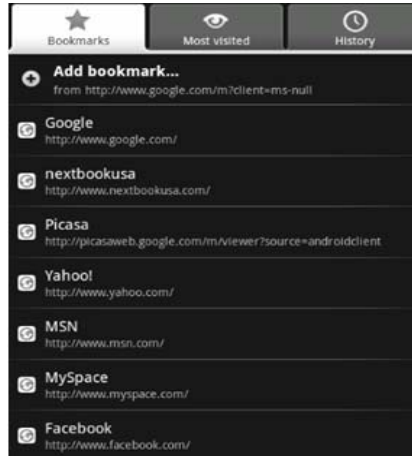 Bookmarks Most visited History
Add bookmark...
from http://www.google.com/m?client=ms-null
Google
http://www.google.com/
nextbookusa
http://www.nextbookusa.com/
Picasa
http://picasaweb.google.com/m/viewer?source=androidclient
Yahoo!
http://www.yahoo.com/
MSN
http://www.msn.com/
MySpace
http://www.myspace.com/
Facebook
http://www.facebook.com/